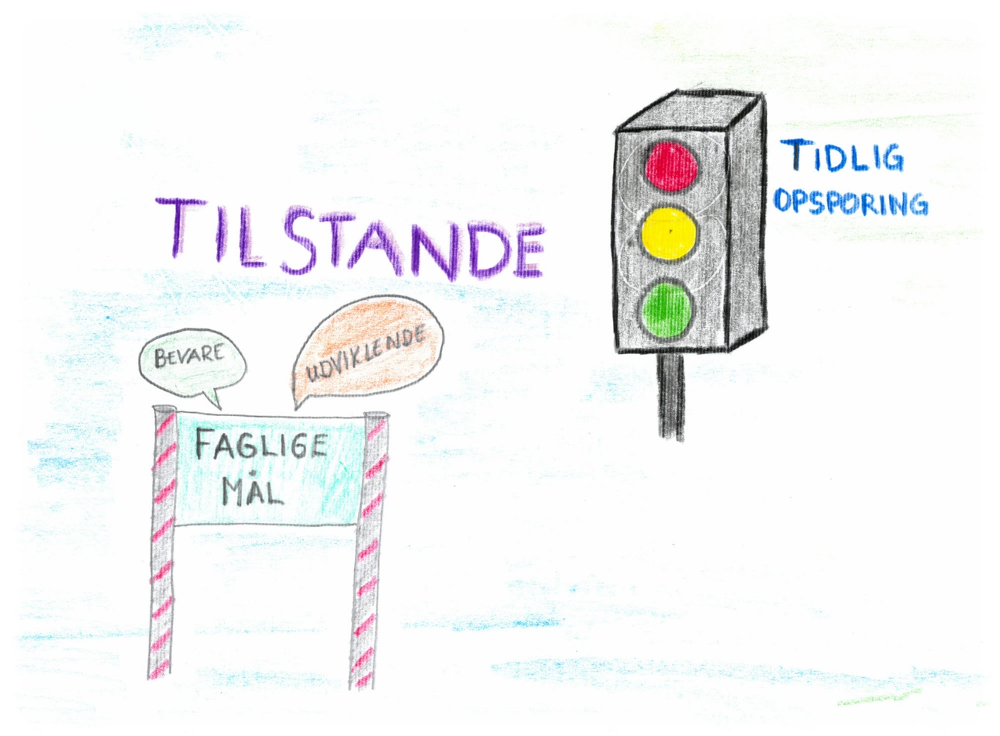 TIDLIG
OPSPORING
TILSTANDE
BEVARE
UDVIKLENDE
FAGLIGE
MÅL